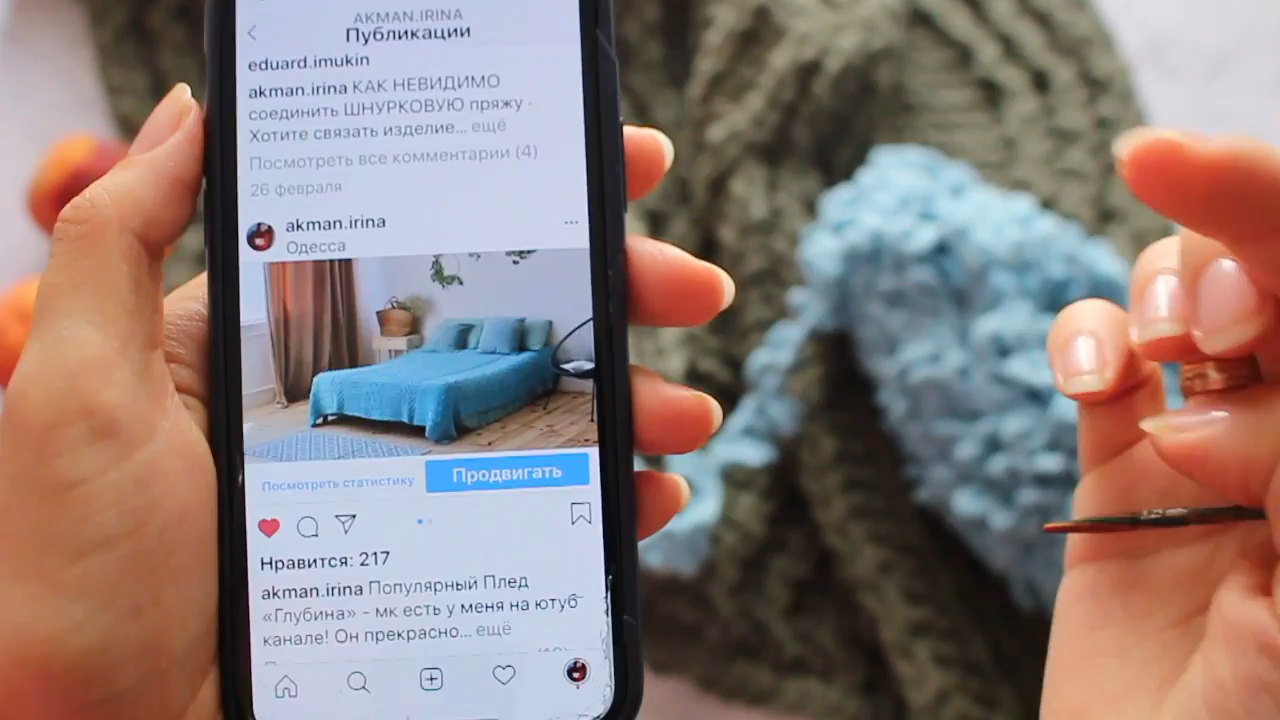 AKMAN.IRINA
Публикации
eduard.imukin
akman.irina КАК НЕВИДИМО
соединить ШНУРКОВУЮ пряжу -
Хотите связать изделие... ещё
Посмотреть все комментарии (4)
26 февраля
akman.irina
Одесса
Посмотреть статистику
Продвигать
Нравится: 217
akman.irina Популярный Плед
«Глубина» - мк есть у меня на ютуб
канале! Он прекрасно... ещё